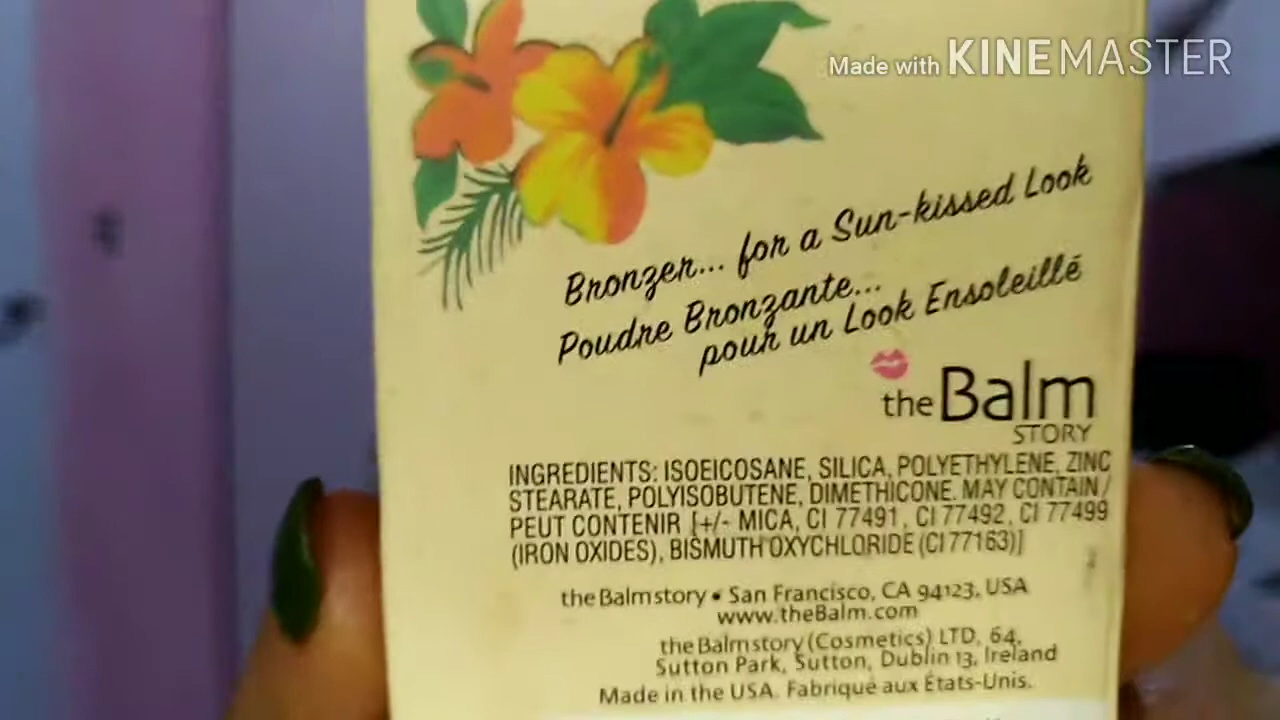 Made with KINEMASTER
Bronzer... for a Sun-kissed Look
Poudre Bronzante...
pour un Look Ensoleillé
the Balm
STORY
INGREDIENTS: ISOEICOSANE, SILICA, POLYETHYLENE, ZINC
STEARATE, POLYISOBUTENE, DIMETHICONE. MAY CONTAIN/
PEUT CONTENIR [+/- MICA, CI 77491, CI 77492, CI 77499
(IRON OXIDES), BISMUTH OXYCHLORIDE (CI 77163)]
the Balmstory • San Francisco, CA 94123, USA
www.theBalm.com
the Balmstory (Cosmetics) LTD, 64,
Sutton Park, Sutton, Dublin 13, Ireland
Made in the USA. Fabriqué aux États-Unis.